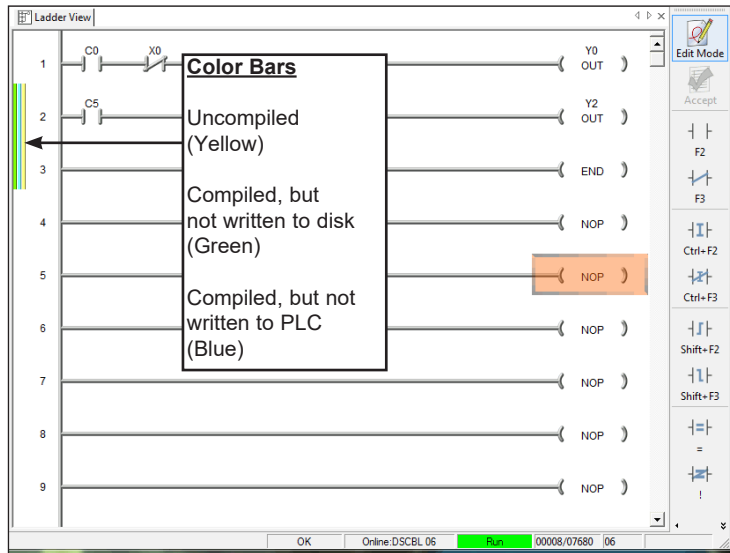 Ladder View
1 C0 X0 Y0 OUT
2 C5 Y2 OUT
3 END
4 NOP
5 NOP
6 NOP
7 NOP
8 NOP
9 NOP
Color Bars
Uncompiled
(Yellow)
Compiled, but
not written to disk
(Green)
Compiled, but not
written to PLC
(Blue)
Edit Mode
Accept
F2
F3
Ctrl+F2
Ctrl+F3
Shift+F2
Shift+F3
=
!
OK Online:DSCBL 06 Run 00008/07680 06